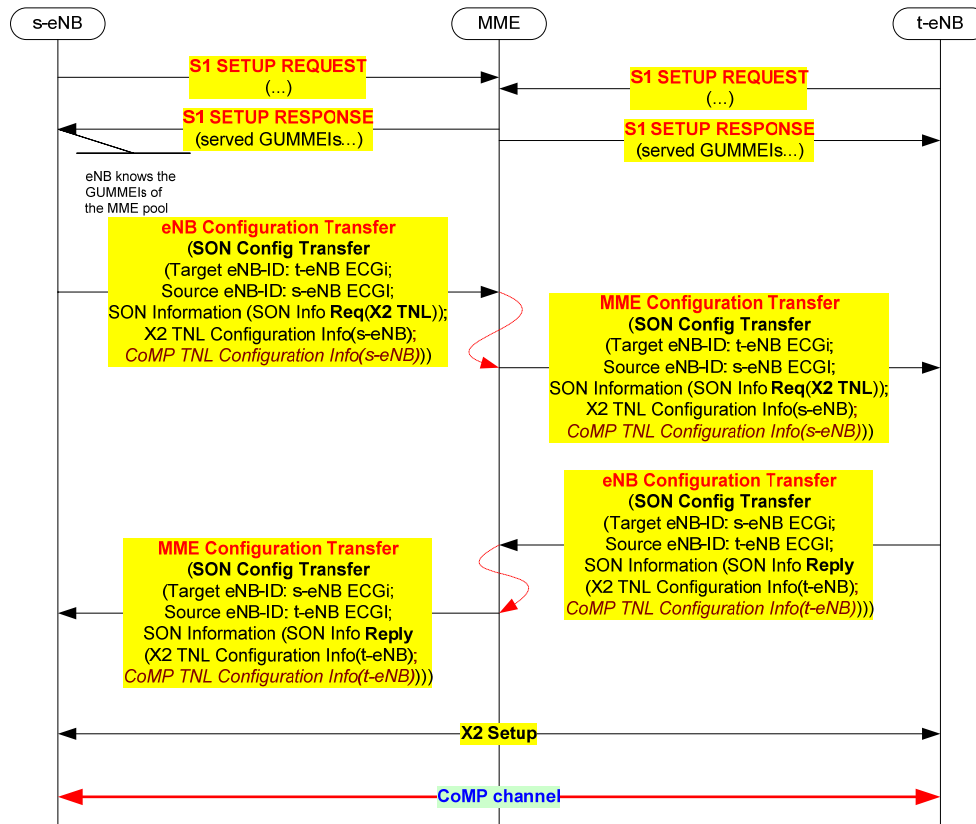 s-eNB
MME
t-eNB
S1 SETUP REQUEST
(...)
S1 SETUP REQUEST
(...)
S1 SETUP RESPONSE
(served GUMMEIs...)
S1 SETUP RESPONSE
(served GUMMEIs...)
eNB knows the
GUMMEIs of
the MME pool
eNB Configuration Transfer
(SON Config Transfer
(Target eNB-ID: t-eNB ECGi;
Source eNB-ID: s-eNB ECGI;
SON Information (SON Info Req(X2 TNL));
X2 TNL Configuration Info(s-eNB);
CoMP TNL Configuration Info(s-eNB)))
MME Configuration Transfer
(SON Config Transfer
(Target eNB-ID: t-eNB ECGi;
Source eNB-ID: s-eNB ECGI;
SON Information (SON Info Req(X2 TNL));
X2 TNL Configuration Info(s-eNB);
CoMP TNL Configuration Info(s-eNB)))
eNB Configuration Transfer
(SON Config Transfer
(Target eNB-ID: s-eNB ECGi;
Source eNB-ID: t-eNB ECGI;
SON Information (SON Info Reply
(X2 TNL Configuration Info(t-eNB);
CoMP TNL Configuration Info(t-eNB))))
MME Configuration Transfer
(SON Config Transfer
(Target eNB-ID: s-eNB ECGi;
Source eNB-ID: t-eNB ECGI;
SON Information (SON Info Reply
(X2 TNL Configuration Info(t-eNB);
CoMP TNL Configuration Info(t-eNB))))
X2 Setup
CoMP channel